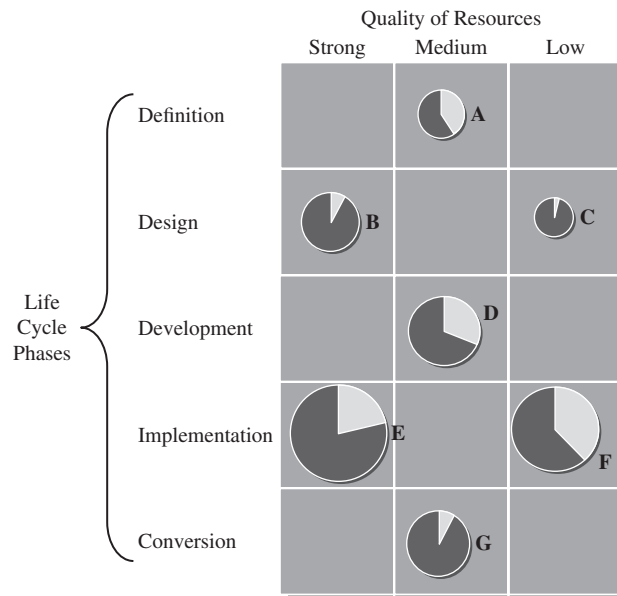 Quality of Resources
Strong Medium Low
Definition
A
Design
B
C
Life
Cycle
Phases
Development
D
Implementation
E
F
Conversion
G